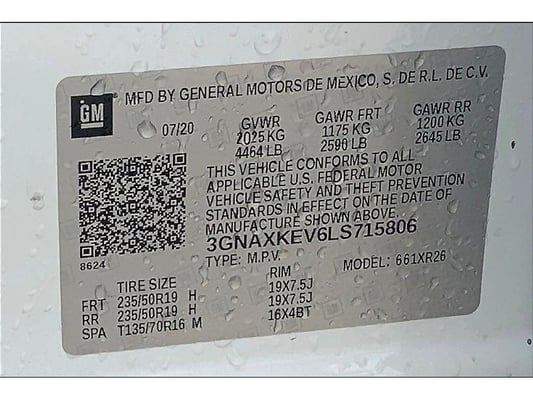 GM
MFD BY GENERAL MOTORS DE MEXICO, S. DE R.L. DE C.V.
07/20 GVWR GAWR FRT GAWR RR
2025 KG 1175 KG 1200 KG
4464 LB 2590 LB 2645 LB
THIS VEHICLE CONFORMS TO ALL
APPLICABLE U.S. FEDERAL MOTOR
VEHICLE SAFETY AND THEFT PREVENTION
STANDARDS IN EFFECT ON THE DATE OF
MANUFACTURE SHOWN ABOVE.
3GNAXKEV6LS715806
8624 TYPE: M.P.V. MODEL: 661XR26
TIRE SIZE RIM
FRT 235/50R19 H 19X7.5J
RR 235/50R19 H 19X7.5J
SPA T135/70R16 M 16X4BT